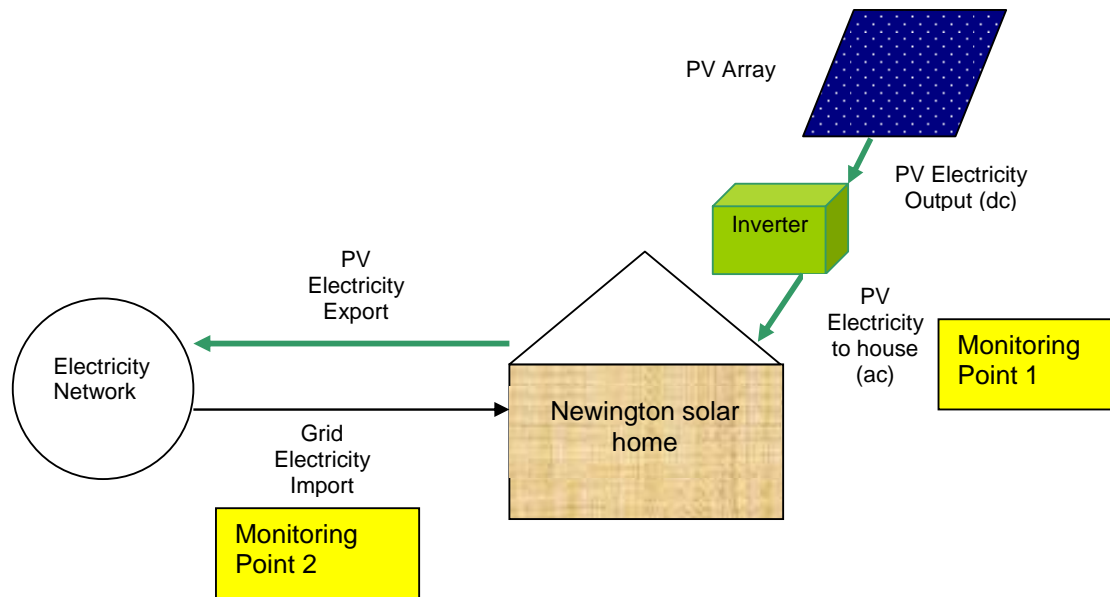 PV Array
PV Electricity
Output (dc)
Inverter
PV
Electricity
Export
PV
Electricity
to house
(ac)
Monitoring
Point 1
Electricity
Network
Newington solar
home
Grid
Electricity
Import
Monitoring
Point 2